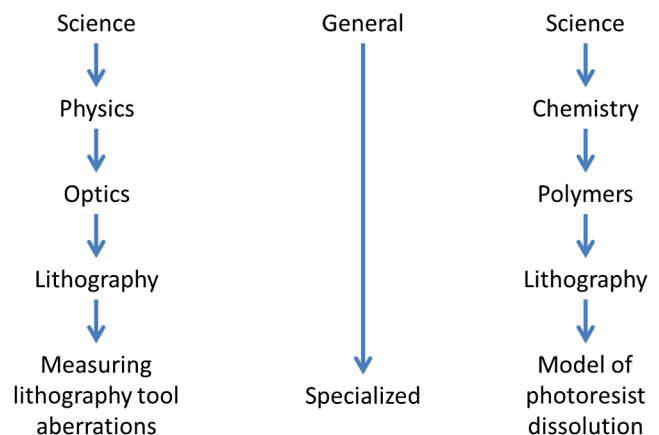 Science
Physics
Optics
Lithography
Measuring
lithography tool
aberrations
General
Specialized
Science
Chemistry
Polymers
Lithography
Model of
photoresist
dissolution